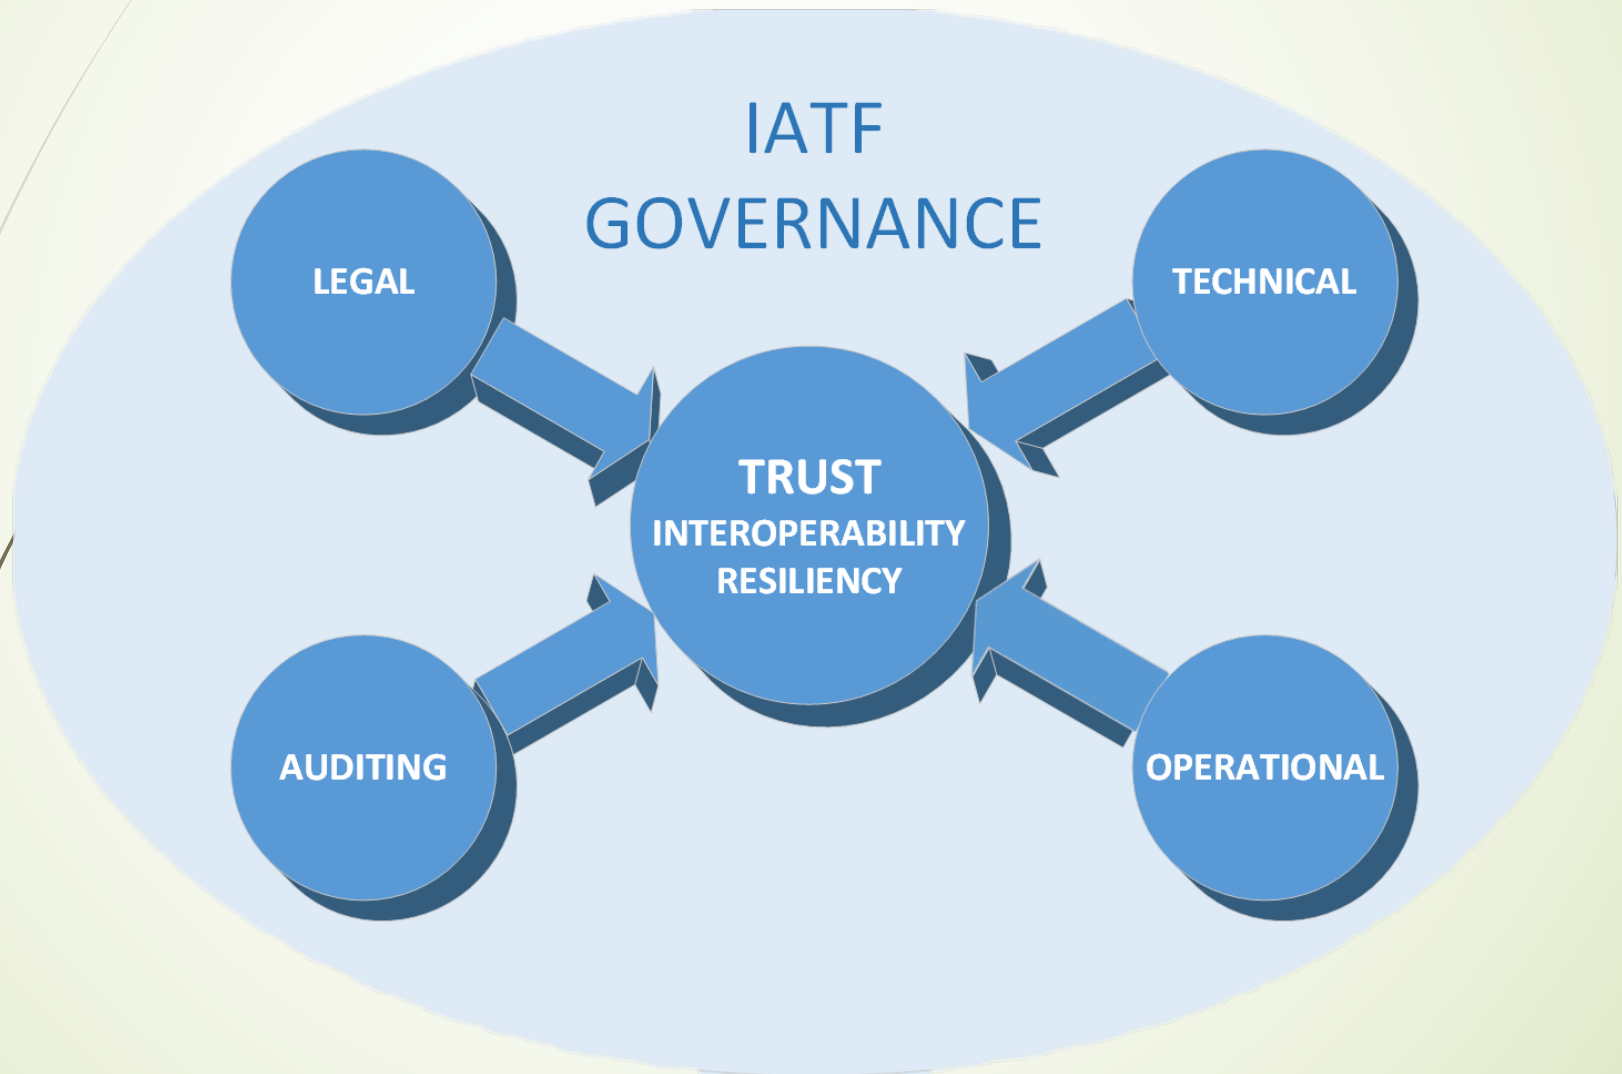 IATF
GOVERNANCE
LEGAL
TECHNICAL
TRUST
INTEROPERABILITY
RESILIENCY
AUDITING
OPERATIONAL